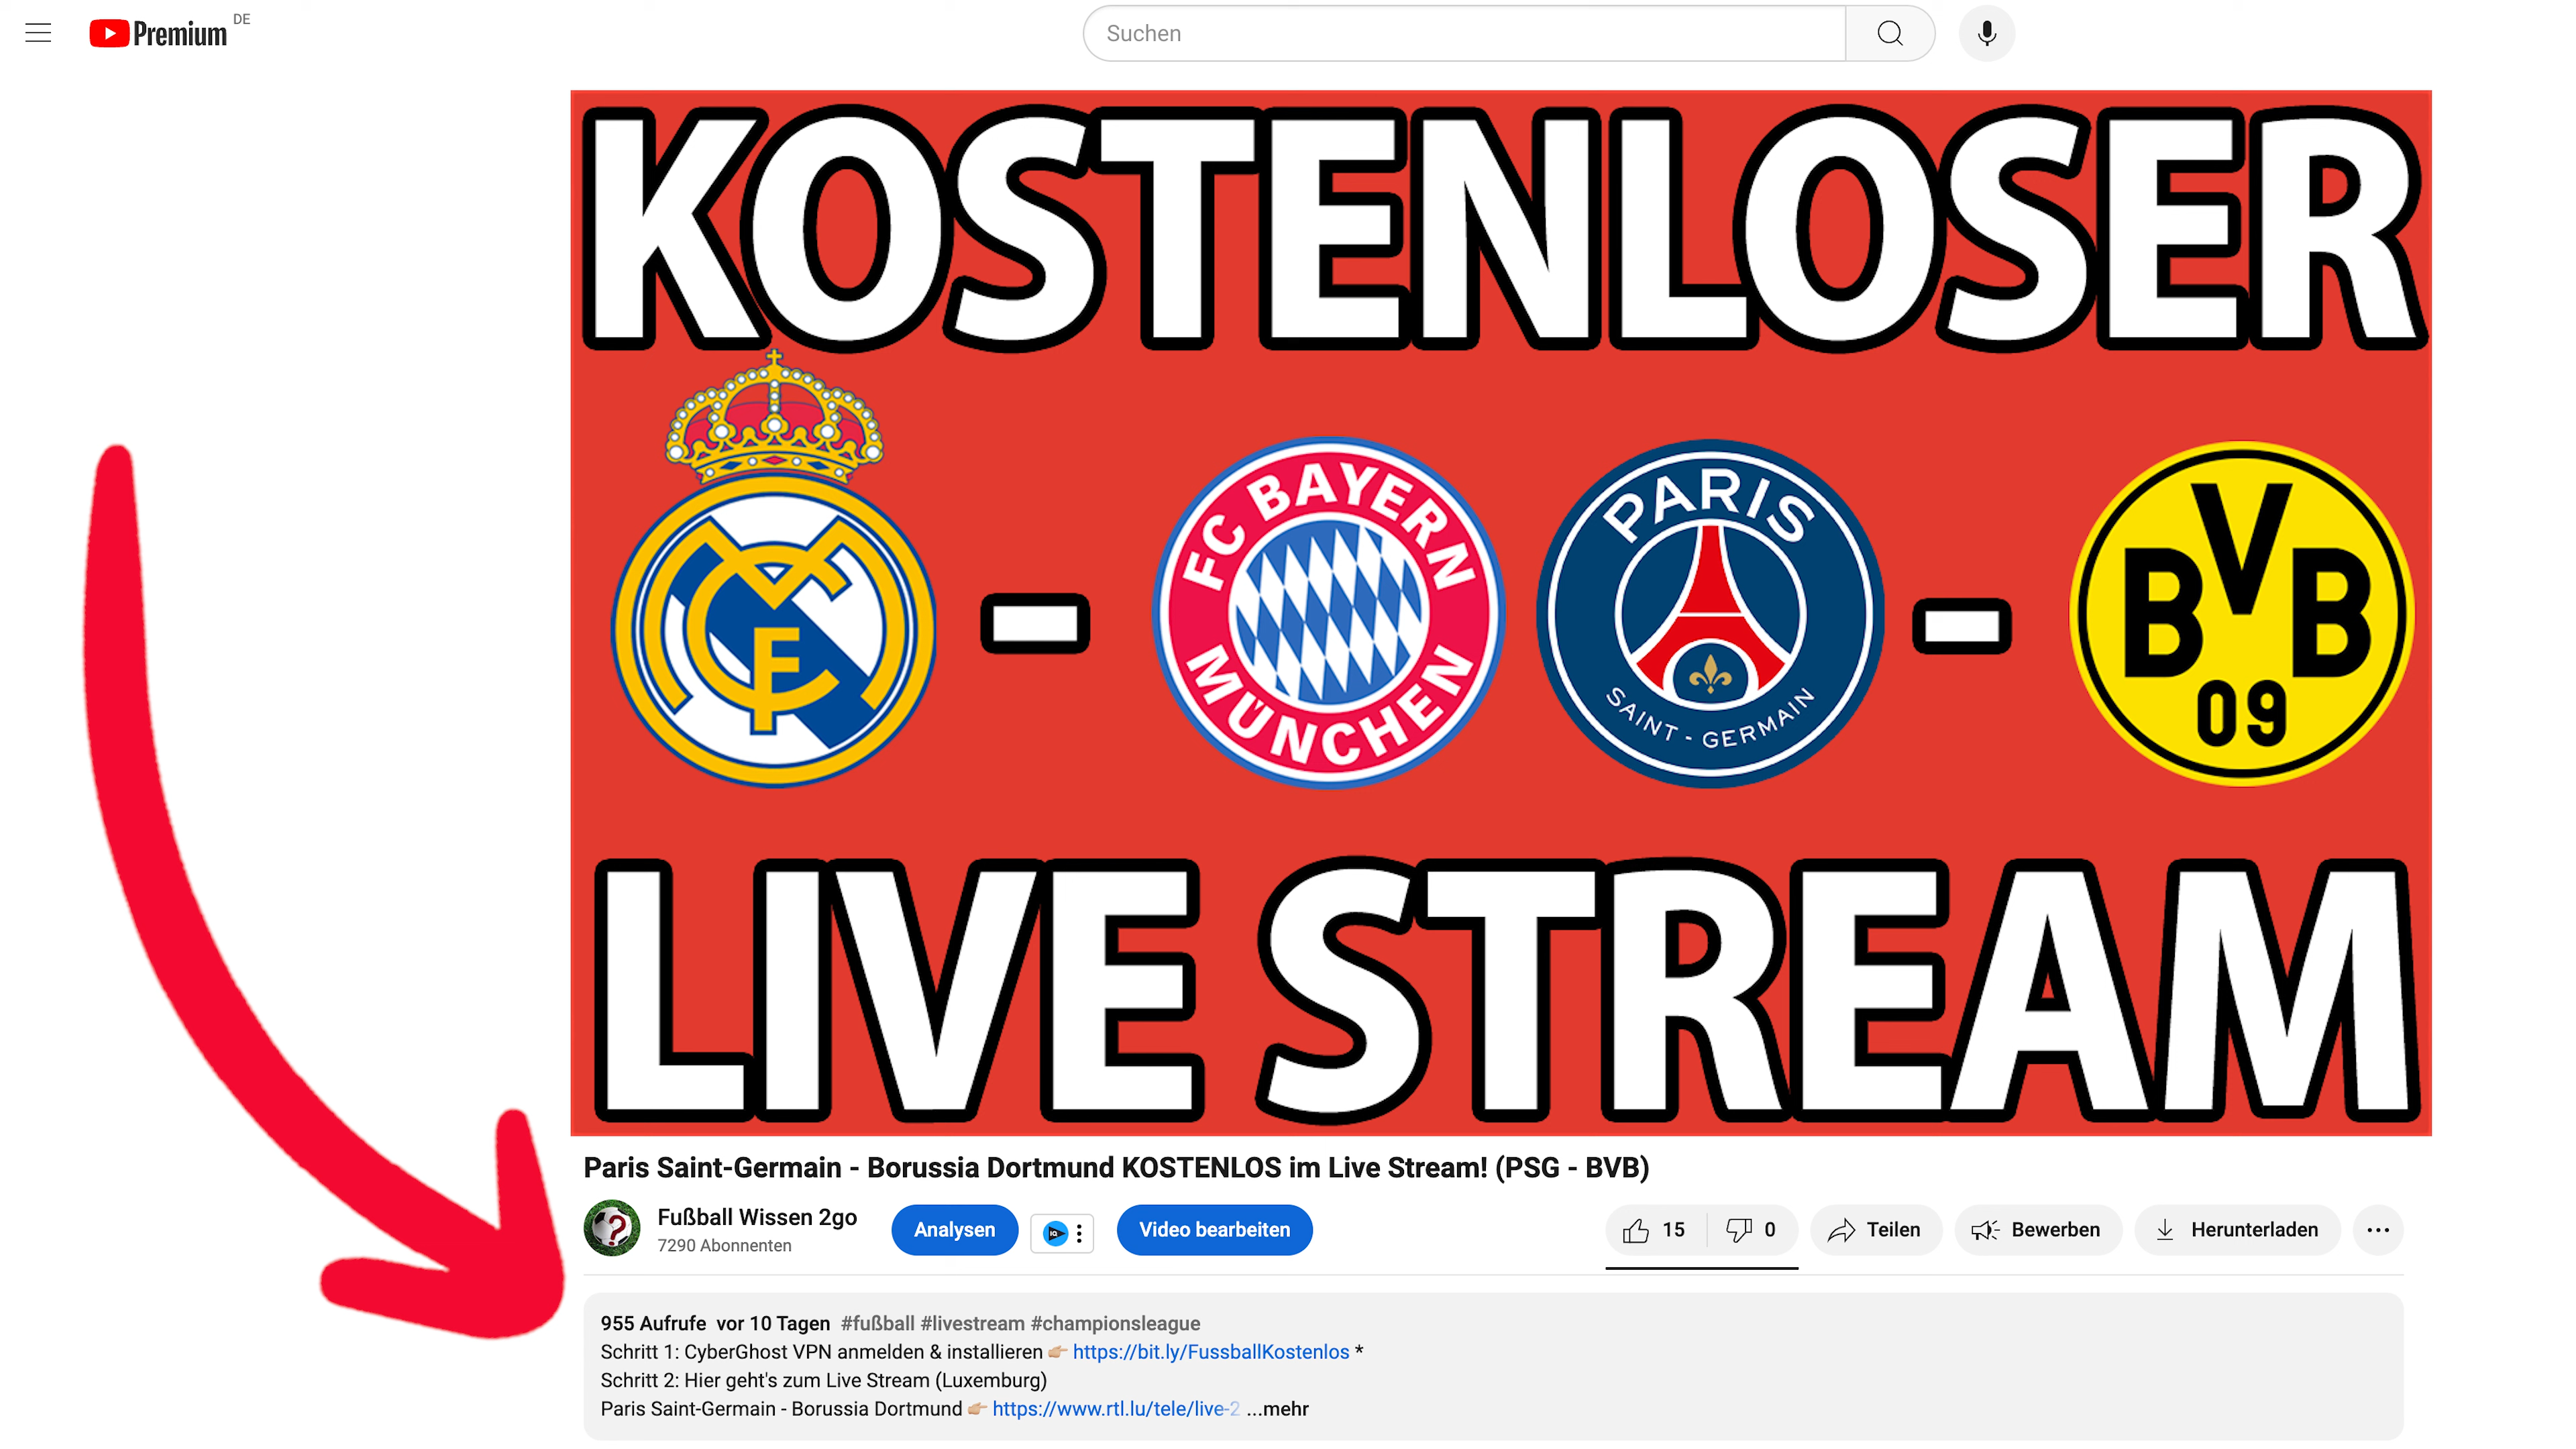 Premium DE
Suchen
KOSTENLOSER
FC BAYERN
MÜNCHEN
PARIS
SAINT - GERMAIN
BVB
09
-
-
LIVE STREAM
Paris Saint-Germain - Borussia Dortmund KOSTENLOS im Live Stream! (PSG - BVB)
Fußball Wissen 2go
7290 Abonnenten
Analysen
Video bearbeiten
15
0
Teilen
Bewerben
Herunterladen
955 Aufrufe vor 10 Tagen #fußball #livestream #championsleague
Schritt 1: CyberGhost VPN anmelden & installieren 👉🏼 https://bit.ly/FussballKostenlos *
Schritt 2: Hier geht's zum Live Stream (Luxemburg)
Paris Saint-Germain - Borussia Dortmund 👉🏼 https://www.rtl.lu/tele/live-2 ...mehr